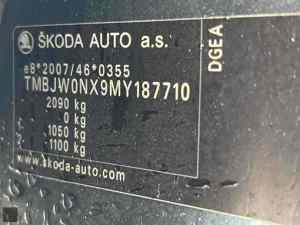 ŠKODA AUTO a.s.
e8*2007/46*0355
TMBJW0NX9MY187710
2090 kg
0 kg
1050 kg
1100 kg
www.skoda-auto.com
DGEA